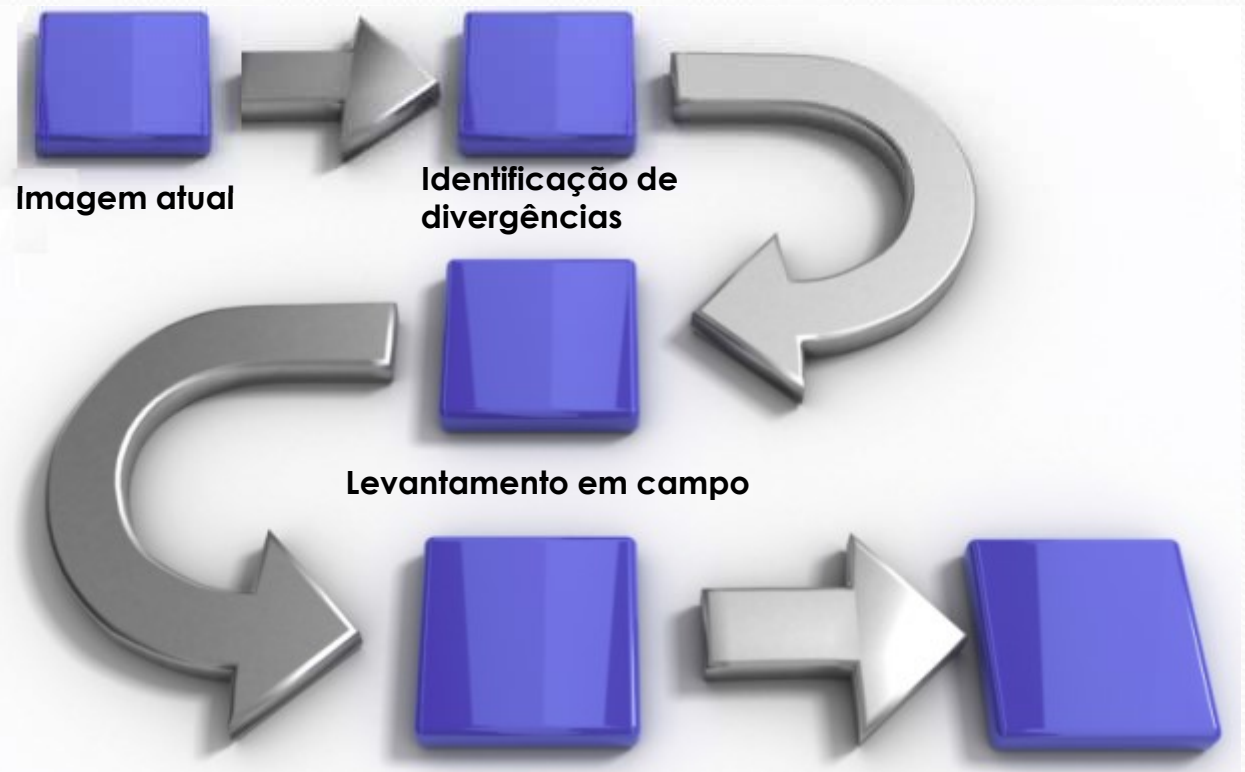 Imagem atual
Identificação de
divergências
Levantamento em campo